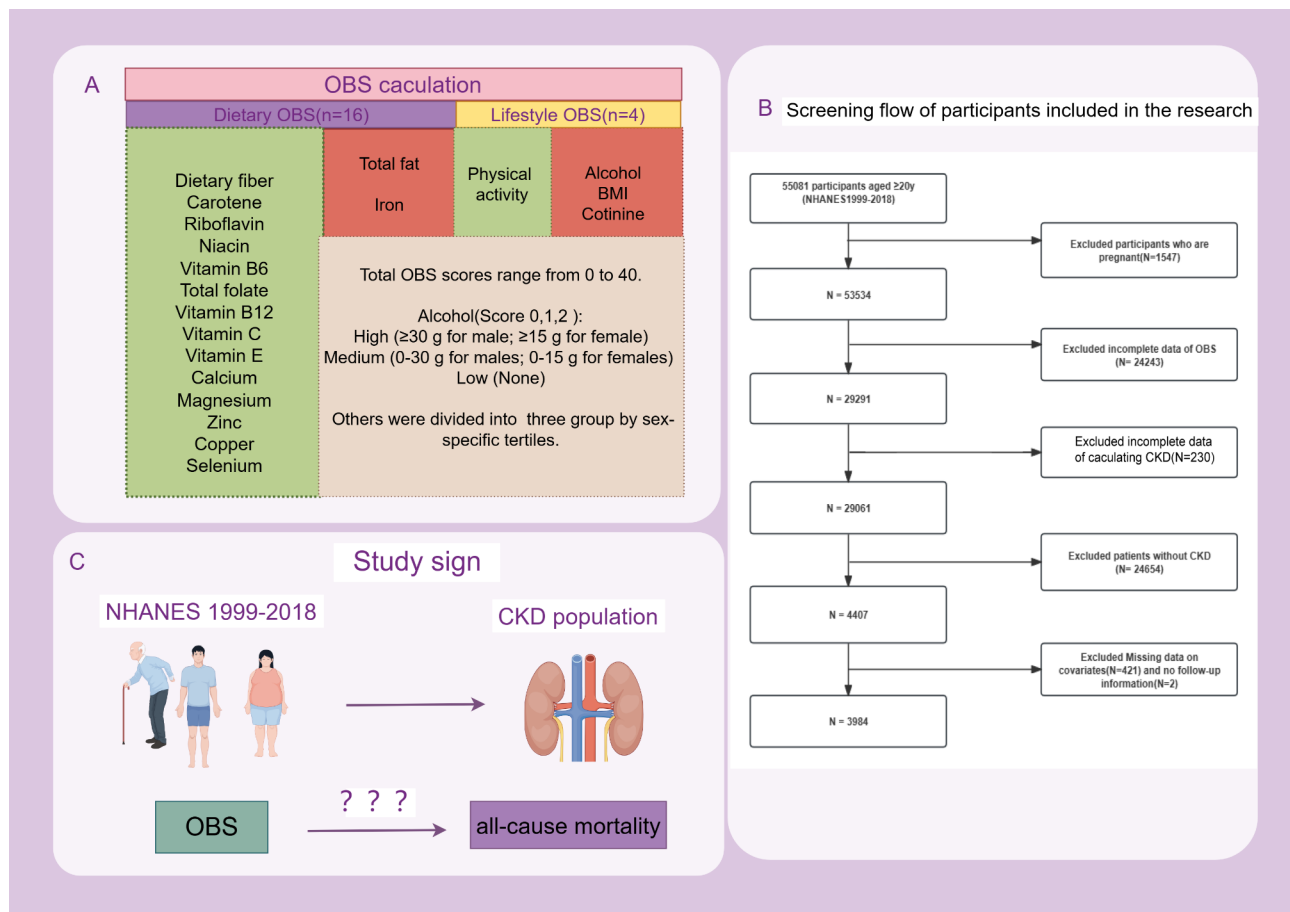 A
OBS caculation
Dietary OBS(n=16)
Lifestyle OBS(n=4)
Dietary fiber
Carotene
Riboflavin
Niacin
Vitamin B6
Total folate
Vitamin B12
Vitamin C
Vitamin E
Calcium
Magnesium
Zinc
Copper
Selenium
Total fat
Iron
Physical
activity
Alcohol
BMI
Cotinine
Total OBS scores range from 0 to 40.
Alcohol(Score 0,1,2 ):
High (≥30 g for male; ≥15 g for female)
Medium (0-30 g for males; 0-15 g for females)
Low (None)
Others were divided into three group by sex-
specific tertiles.
B
Screening flow of participants included in the research
55081 participants aged ≥20y
(NHANES1999-2018)
Excluded participants who are
pregnant(N=1547)
N = 53534
Excluded incomplete data of OBS
(N= 24243)
N = 29291
Excluded incomplete data
of caculating CKD(N=230)
N = 29061
Excluded patients without CKD
(N= 24654)
N = 4407
Excluded Missing data on
covariates(N=421) and no follow-up
information(N=2)
N = 3984
C
Study sign
NHANES 1999-2018
CKD population
OBS
? ? ?
all-cause mortality